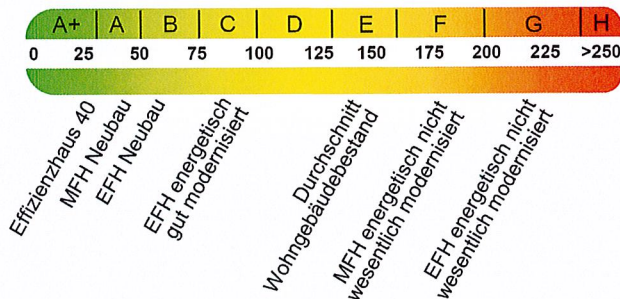 A+ A B C D E F G H
0 25 50 75 100 125 150 175 200 225 >250
Effizienzhaus 40
MFH Neubau
EFH Neubau
EFH energetisch
gut modernisiert
Durchschnitt
Wohngebäudebestand
MFH energetisch nicht
wesentlich modernisiert
EFH energetisch nicht
wesentlich modernisiert